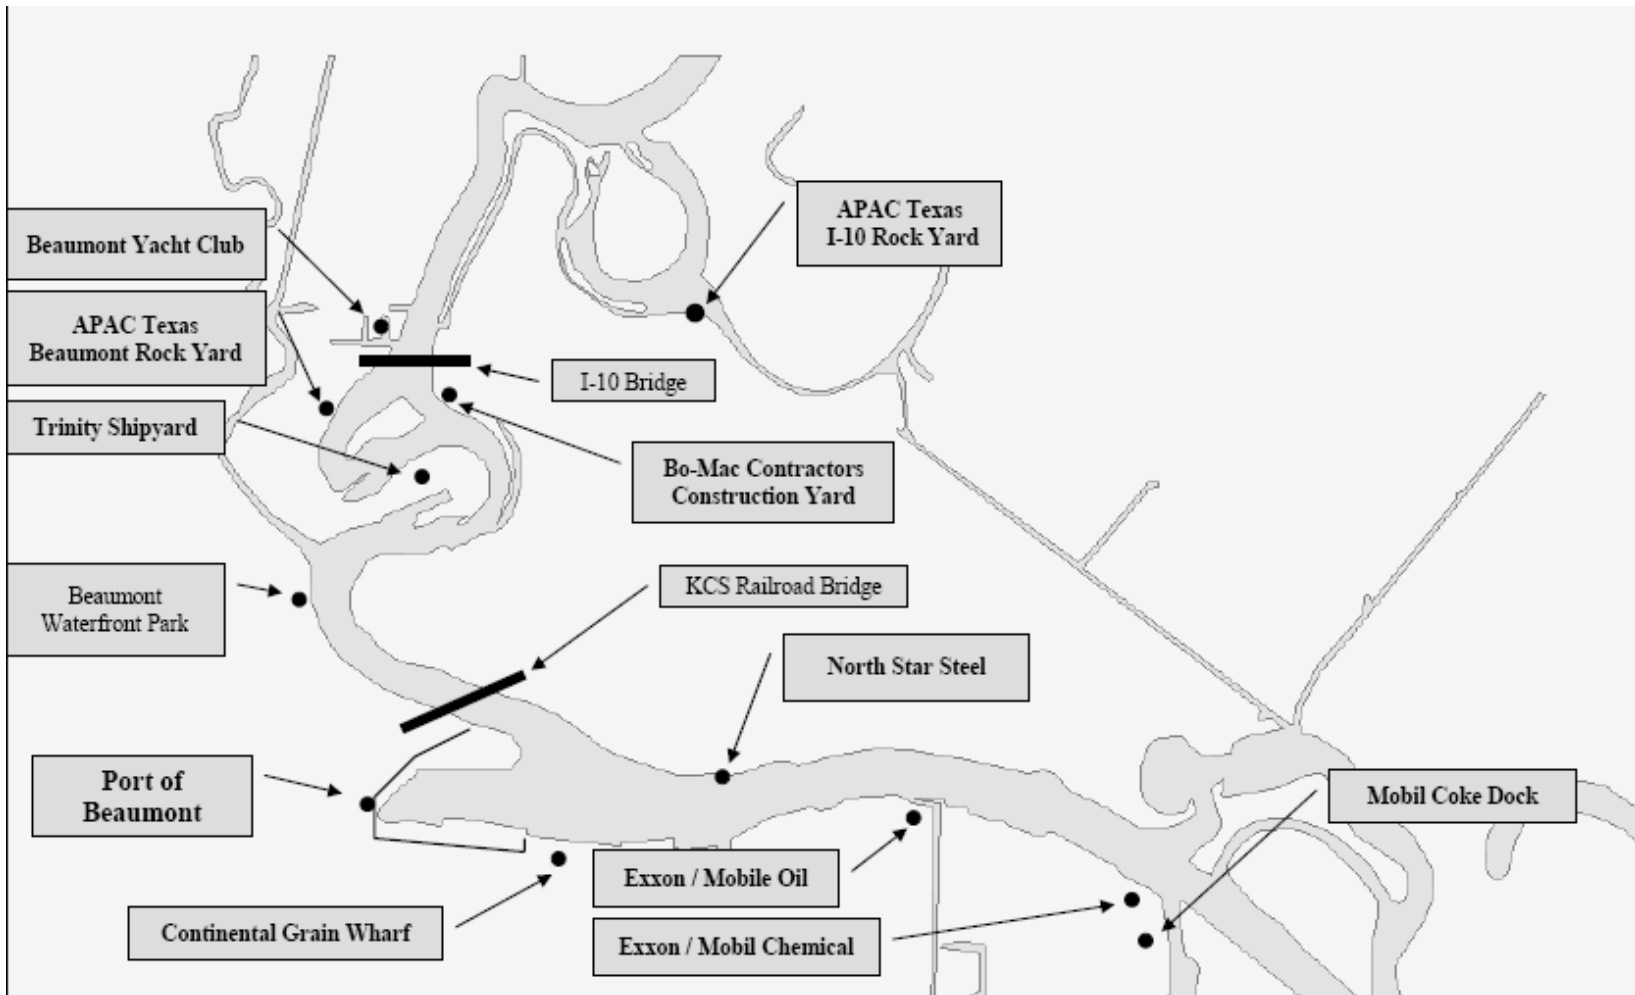 APAC Texas
I-10 Rock Yard
Beaumont Yacht Club
APAC Texas
Beaumont Rock Yard
I-10 Bridge
Trinity Shipyard
Bo-Mac Contractors
Construction Yard
KCS Railroad Bridge
Beaumont
Waterfront Park
North Star Steel
Port of
Beaumont
Mobil Coke Dock
Exxon / Mobile Oil
Continental Grain Wharf
Exxon / Mobil Chemical